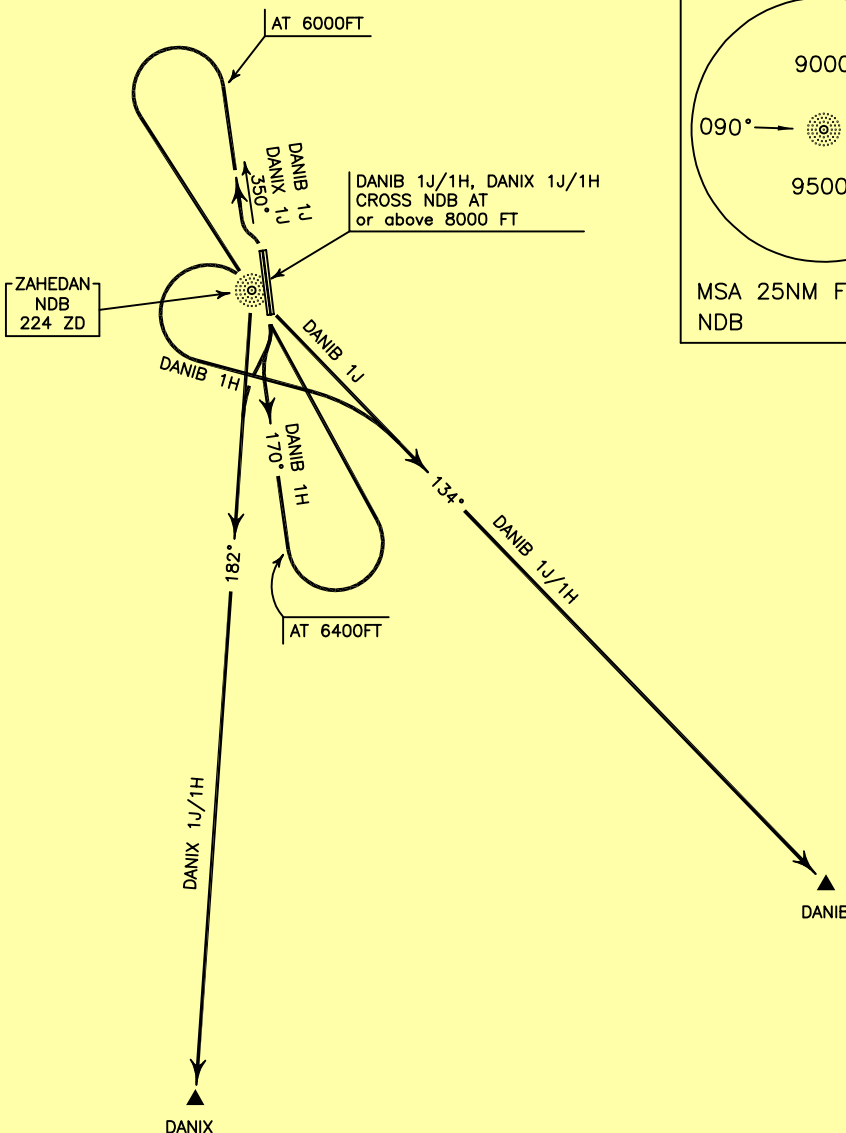 AT 6000FT
9000
090°
9500
MSA 25NM F
NDB
DANIB 1J
DANIX 1J
350°
DANIB 1J/1H, DANIX 1J/1H
CROSS NDB AT
or above 8000 FT
ZAHEDAN
NDB
224 ZD
DANIB 1J
DANIB 1H
DANIB 1H
170°
134°
DANIB 1J/1H
182°
AT 6400FT
DANIX 1J/1H
DANIB
DANIX